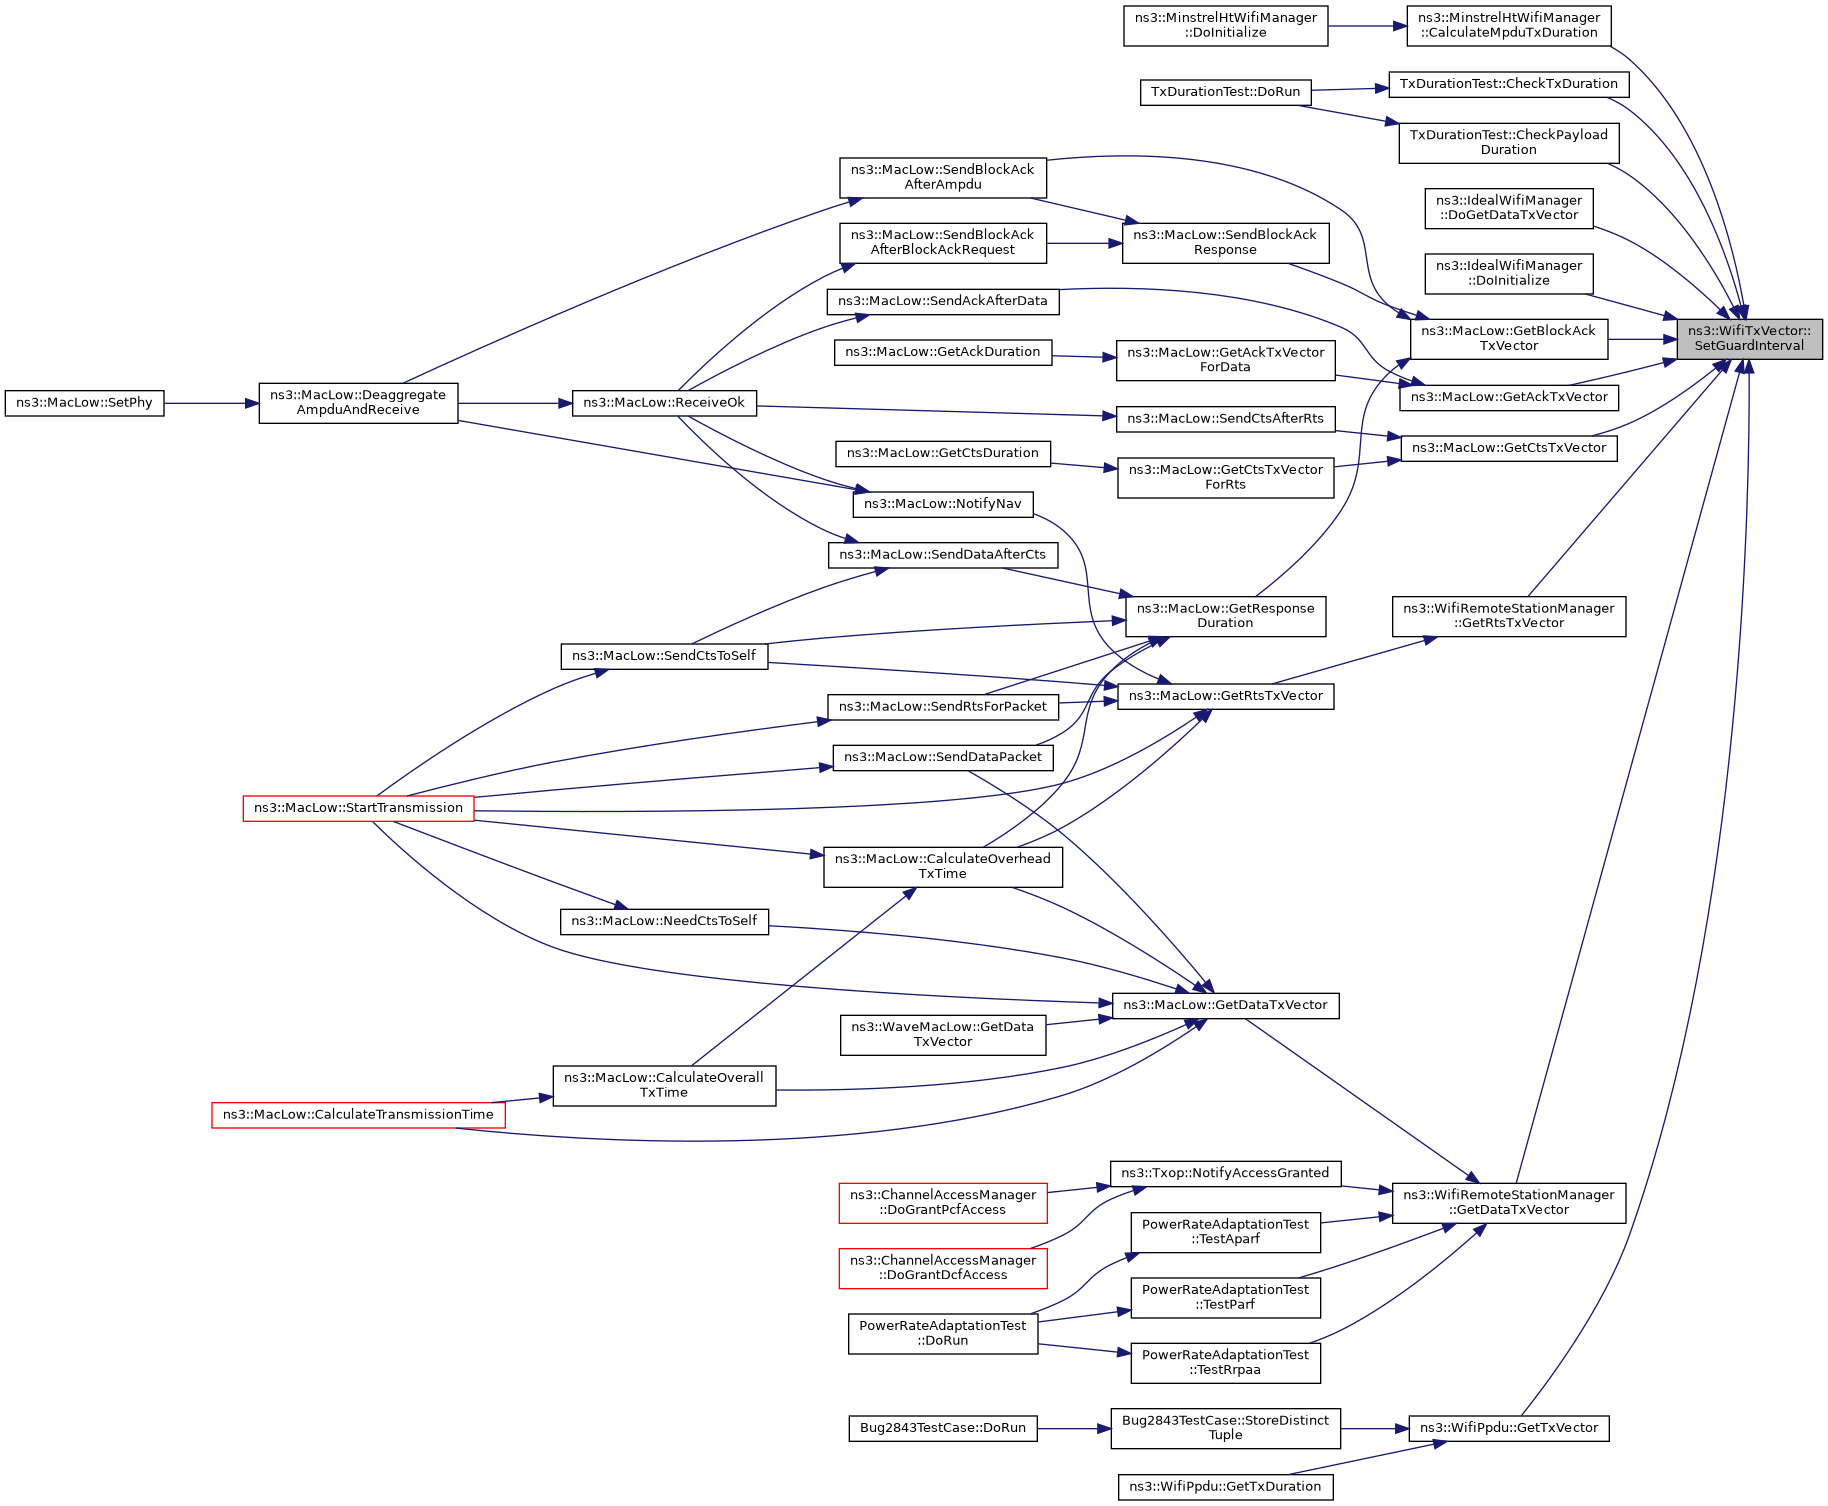 ns3::MinstrelHtWifiManager
::DoInitialize
ns3::MinstrelHtWifiManager
::CalculateMpduTxDuration
TxDurationTest::DoRun
TxDurationTest::CheckTxDuration
TxDurationTest::CheckPayload
Duration
ns3::MacLow::SendBlockAck
AfterAmpdu
ns3::IdealWifiManager
::DoGetDataTxVector
ns3::MacLow::SendBlockAck
AfterBlockAckRequest
ns3::MacLow::SendBlockAck
Response
ns3::IdealWifiManager
::DoInitialize
ns3::MacLow::SendAckAfterData
ns3::MacLow::GetBlockAck
TxVector
ns3::WifiTxVector::
SetGuardInterval
ns3::MacLow::GetAckDuration
ns3::MacLow::GetAckTxVector
ForData
ns3::MacLow::SetPhy
ns3::MacLow::Deaggregate
AmpduAndReceive
ns3::MacLow::ReceiveOk
ns3::MacLow::GetAckTxVector
ns3::MacLow::SendCtsAfterRts
ns3::MacLow::GetCtsDuration
ns3::MacLow::GetCtsTxVector
ns3::MacLow::GetCtsTxVector
ForRts
ns3::MacLow::NotifyNav
ns3::MacLow::SendDataAfterCts
ns3::MacLow::GetResponse
Duration
ns3::WifiRemoteStationManager
::GetRtsTxVector
ns3::MacLow::SendCtsToSelf
ns3::MacLow::SendRtsForPacket
ns3::MacLow::GetRtsTxVector
ns3::MacLow::SendDataPacket
ns3::MacLow::StartTransmission
ns3::MacLow::CalculateOverhead
TxTime
ns3::MacLow::NeedCtsToSelf
ns3::MacLow::GetDataTxVector
ns3::WaveMacLow::GetData
TxVector
ns3::MacLow::CalculateOverall
TxTime
ns3::MacLow::CalculateTransmissionTime
ns3::Txop::NotifyAccessGranted
ns3::ChannelAccessManager
::DoGrantPcfAccess
ns3::WifiRemoteStationManager
::GetDataTxVector
PowerRateAdaptationTest
::TestAparf
ns3::ChannelAccessManager
::DoGrantDcfAccess
PowerRateAdaptationTest
::TestParf
PowerRateAdaptationTest
::DoRun
PowerRateAdaptationTest
::TestRrpaa
Bug2843TestCase::DoRun
Bug2843TestCase::StoreDistinct
Tuple
ns3::WifiPpdu::GetTxVector
ns3::WifiPpdu::GetTxDuration